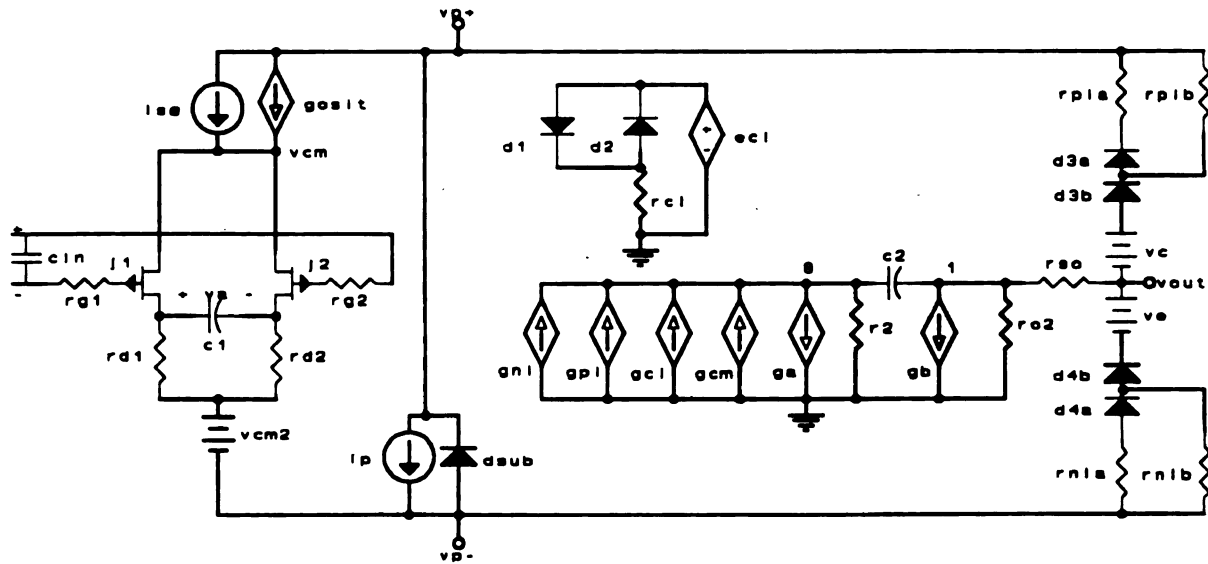 vp+
ise
gosit
vcm
d1
d2
ecl
rcl
rp1a
rp1b
d3a
d3b
+
cin
-
rg1
j1
j2
rg2
+ va -
c1
rd1
rd2
vcm2
ip
dsub
vp-
8
c2
1
rso
vc
vout
ve
gnl
gpl
gcl
gcm
ga
r2
gb
ro2
d4b
d4a
rn1a
rn1b